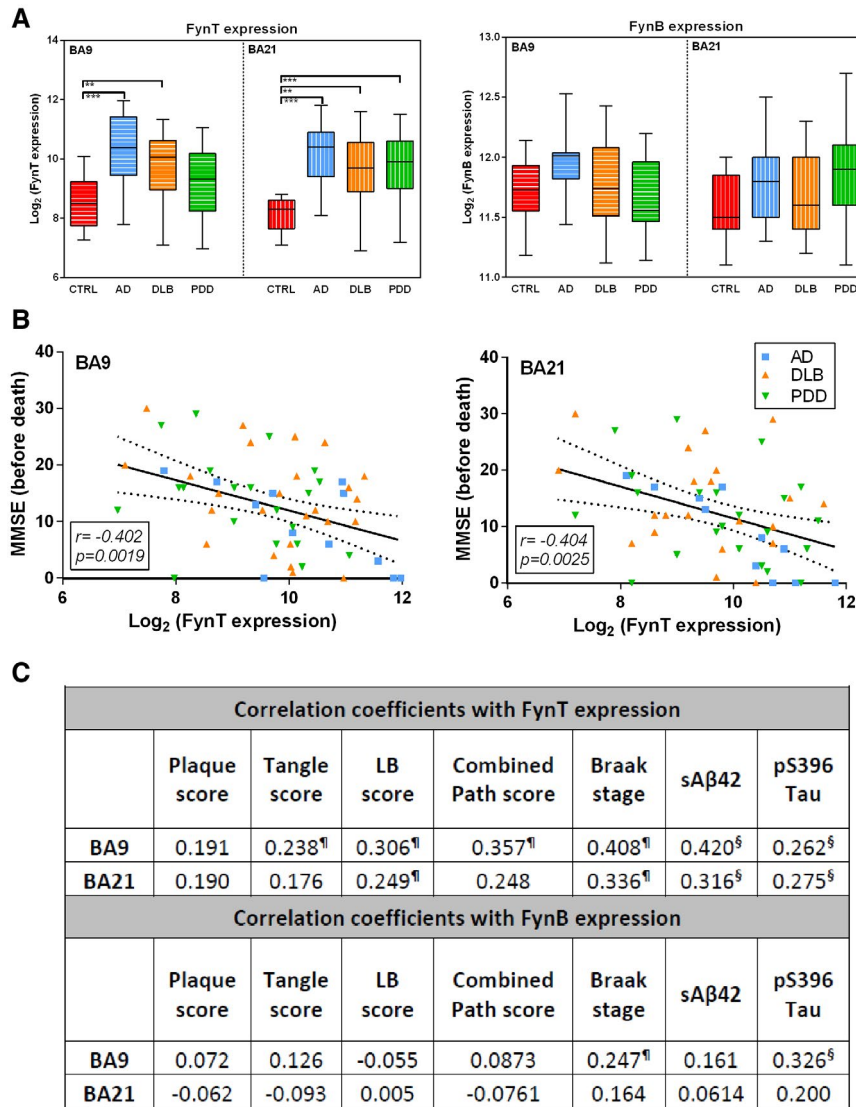 A
FynT expression
BA9
BA21
Log2 (FynT expression)
14
12
10
8
6
**
***
***
**
***
CTRL AD DLB PDD CTRL AD DLB PDD
FynB expression
BA9
BA21
Log2 (FynB expression)
13.0
12.5
12.0
11.5
11.0
CTRL AD DLB PDD CTRL AD DLB PDD
B
BA9
MMSE (before death)
40
30
20
10
0
r= -0.402
p=0.0019
6 8 10 12
Log2 (FynT expression)
BA21
AD
DLB
PDD
MMSE (before death)
40
30
20
10
0
r= -0.404
p=0.0025
6 8 10 12
Log2 (FynT expression)
C
Correlation coefficients with FynT expression
Plaque score Tangle score LB score Combined Path score Braak stage sAβ42 pS396 Tau
BA9 0.191 0.238¶ 0.306¶ 0.357¶ 0.408¶ 0.420§ 0.262§
BA21 0.190 0.176 0.249¶ 0.248 0.336¶ 0.316§ 0.275§
Correlation coefficients with FynB expression
Plaque score Tangle score LB score Combined Path score Braak stage sAβ42 pS396 Tau
BA9 0.072 0.126 -0.055 0.0873 0.247¶ 0.161 0.326§
BA21 -0.062 -0.093 0.005 -0.0761 0.164 0.0614 0.200